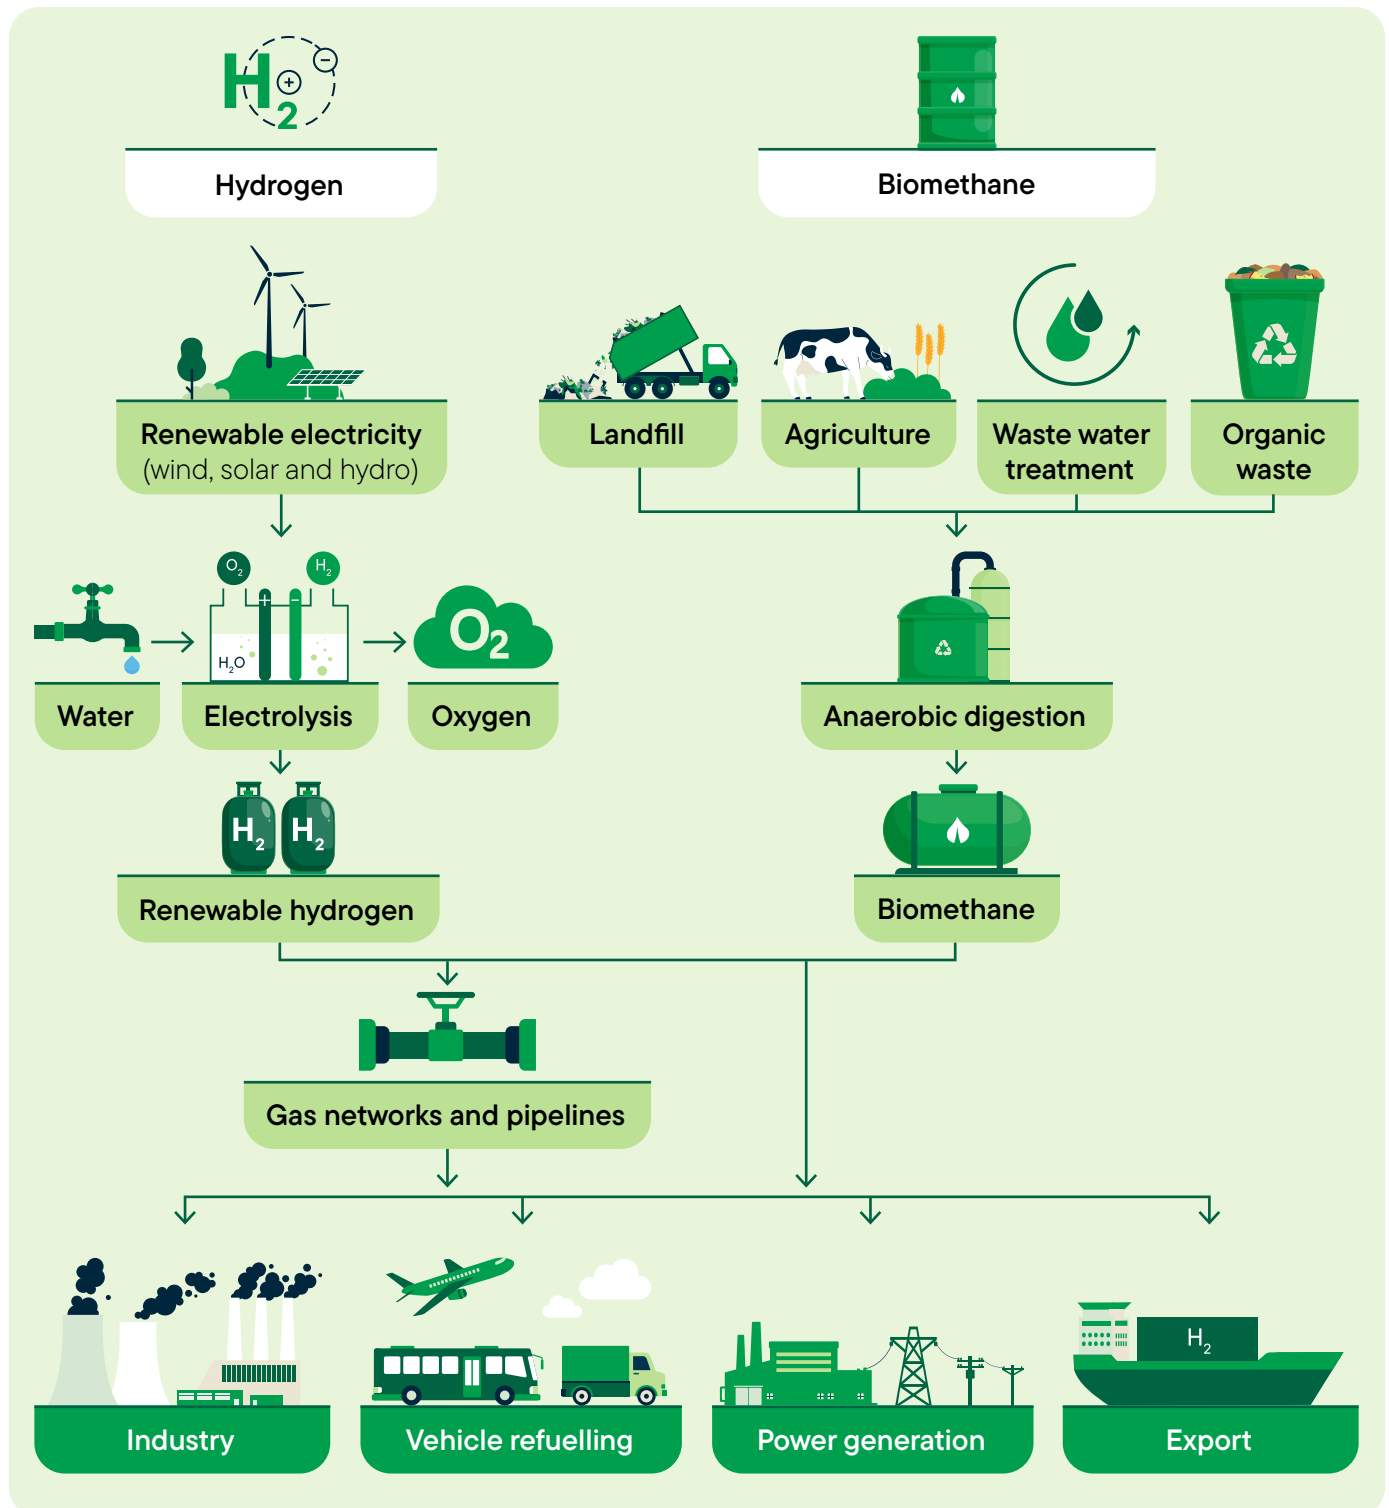 H2
Hydrogen
Biomethane
Renewable electricity
(wind, solar and hydro)
Landfill
Agriculture
Waste water
treatment
Organic
waste
O2
H2
H2O
O2
Water
Electrolysis
Oxygen
Anaerobic digestion
H2
H2
Renewable hydrogen
Biomethane
Gas networks and pipelines
H2
Industry
Vehicle refuelling
Power generation
Export